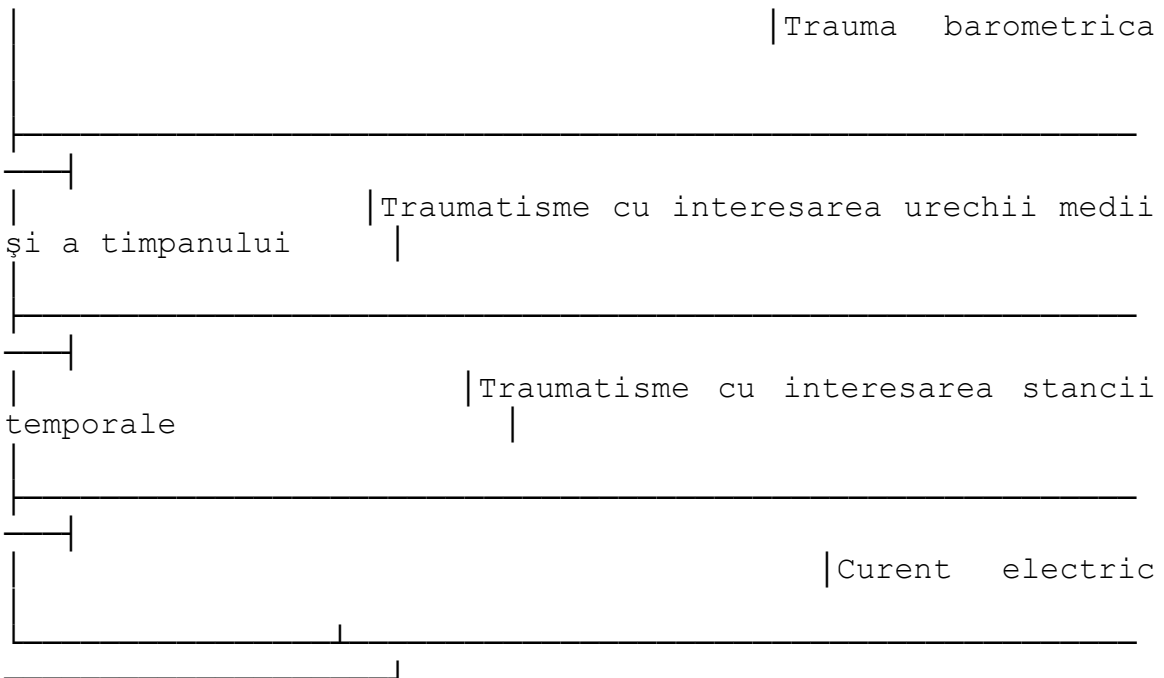 Trauma barometrica
Traumatisme cu interesarea urechii medii
şi a timpanului
Traumatisme cu interesarea stancii
temporale
Curent electric